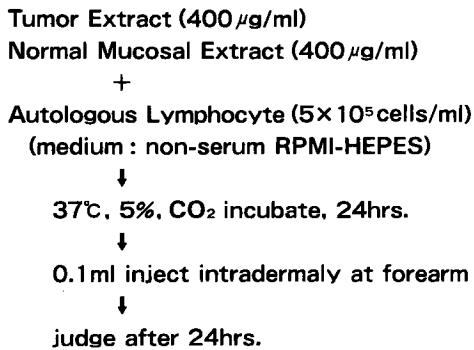 Tumor Extract (400μg/ml)
Normal Mucosal Extract (400μg/ml)
+
Autologous Lymphocyte (5×10⁵cells/ml)
(medium : non-serum RPMI-HEPES)
↓
37℃, 5%, CO₂ incubate, 24hrs.
↓
0.1ml inject intradermaly at forearm
↓
judge after 24hrs.